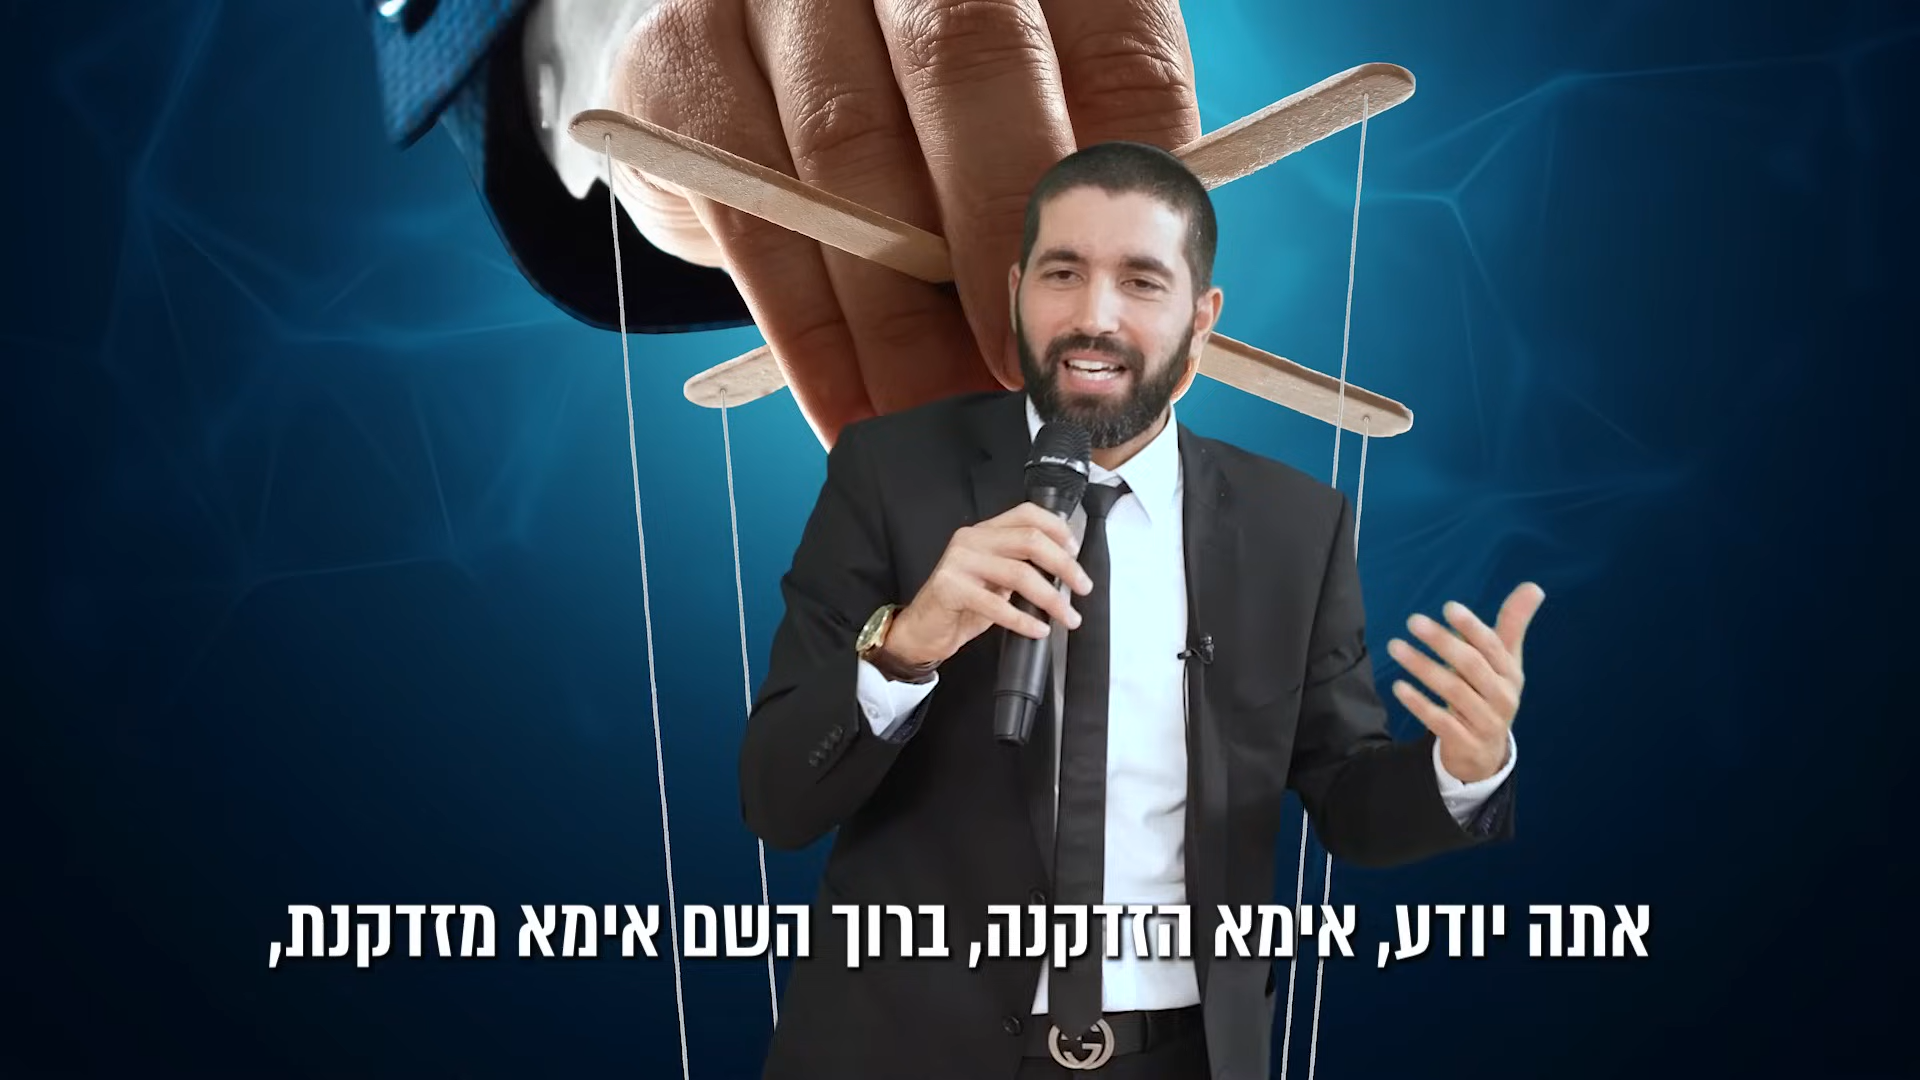 אתה יודע, אימא הזדקנה, ברוך השם אימא מזדקנת,